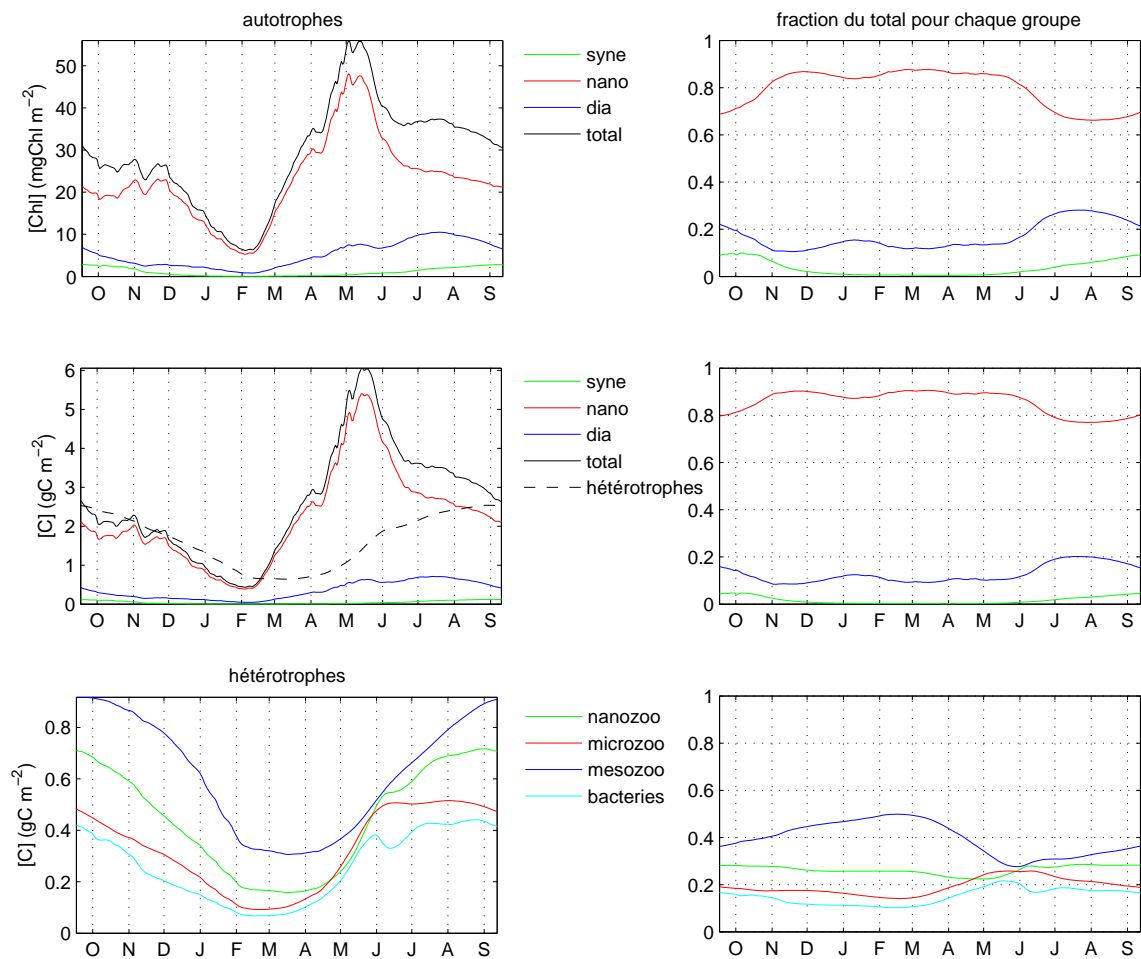 autotrophes
fraction du total pour chaque groupe
[Chl] (mgChl m−2)
50
40
30
20
10
0
O N D J F M A M J J A S
syne
nano
dia
total
1
0.8
0.6
0.4
0.2
0
O N D J F M A M J J A S
[C] (gC m−2)
6
5
4
3
2
1
0
O N D J F M A M J J A S
syne
nano
dia
total
hétérotrophes
1
0.8
0.6
0.4
0.2
0
O N D J F M A M J J A S
hétérotrophes
[C] (gC m−2)
0.8
0.6
0.4
0.2
0
O N D J F M A M J J A S
nanozoo
microzoo
mesozoo
bacteries
1
0.8
0.6
0.4
0.2
0
O N D J F M A M J J A S